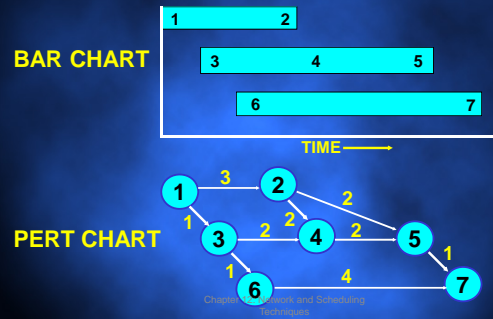 1 2
BAR CHART
3 4 5
6 7
TIME
3
1 2
2
1 2
PERT CHART
3 2 4 2 5
1 1
4
6 7
Chapter 12: Network and Scheduling
Techniques